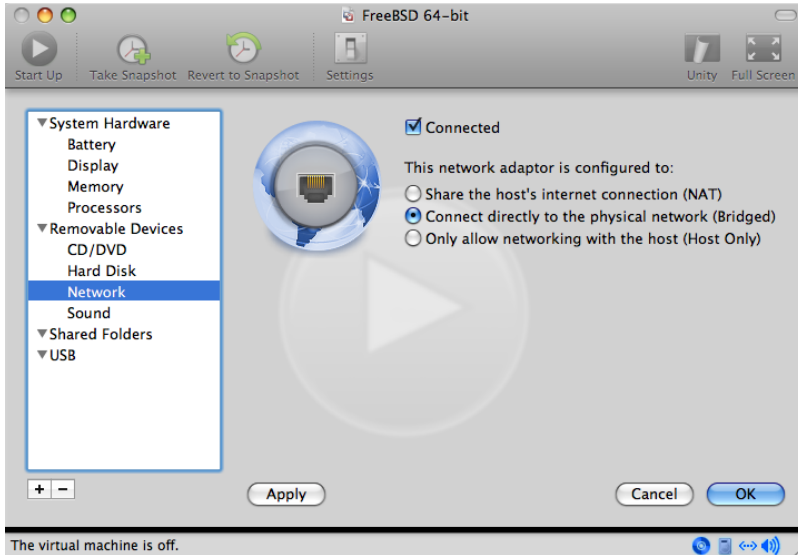 FreeBSD 64-bit
Start Up Take Snapshot Revert to Snapshot Settings Unity Full Screen
System Hardware
Battery
Display
Memory
Processors
Removable Devices
CD/DVD
Hard Disk
Network
Sound
Shared Folders
USB
Connected
This network adaptor is configured to:
Share the host's internet connection (NAT)
Connect directly to the physical network (Bridged)
Only allow networking with the host (Host Only)
+ −
Apply Cancel OK
The virtual machine is off.